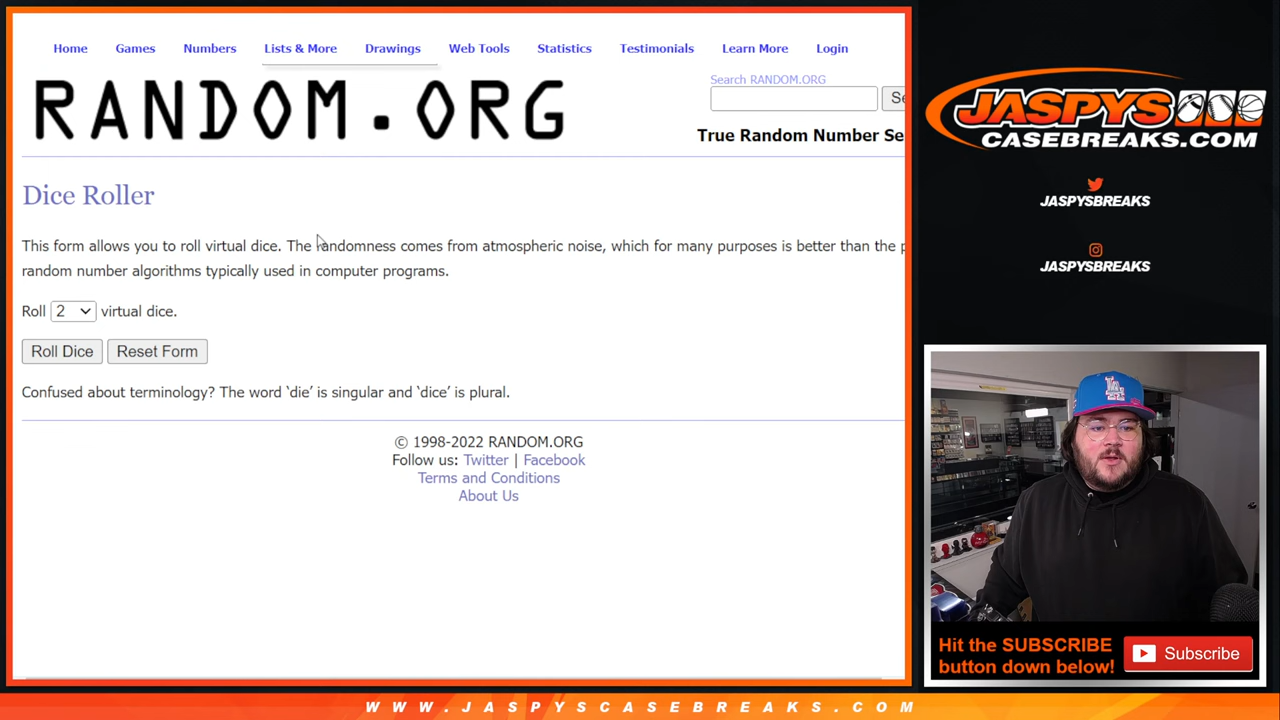 Home Games Numbers Lists & More Drawings Web Tools Statistics Testimonials Learn More Login
RANDOM.ORG
Search RANDOM.ORG
Se
True Random Number Se
Dice Roller
This form allows you to roll virtual dice. The randomness comes from atmospheric noise, which for many purposes is better than the p
random number algorithms typically used in computer programs.
Roll 2 virtual dice.
Roll Dice Reset Form
Confused about terminology? The word ‘die’ is singular and ‘dice’ is plural.
© 1998-2022 RANDOM.ORG
Follow us: Twitter | Facebook
Terms and Conditions
About Us
JASPYS
CASEBREAKS.COM
JASPYSBREAKS
JASPYSBREAKS
Hit the SUBSCRIBE
button down below!
Subscribe
WWW.JASPYSCASEBREAKS.COM